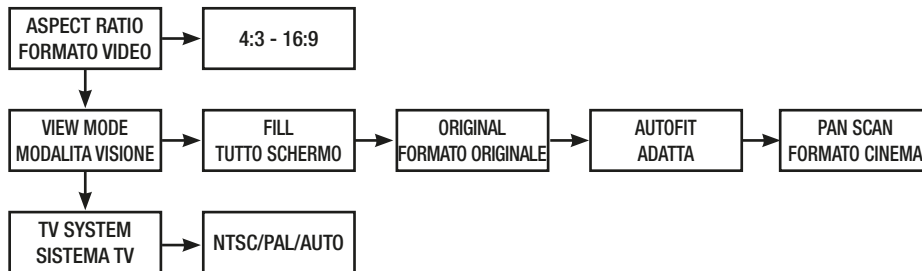 ASPECT RATIO
FORMATO VIDEO
4:3 - 16:9
VIEW MODE
MODALITA VISIONE
FILL
TUTTO SCHERMO
ORIGINAL
FORMATO ORIGINALE
AUTOFIT
ADATTA
PAN SCAN
FORMATO CINEMA
TV SYSTEM
SISTEMA TV
NTSC/PAL/AUTO